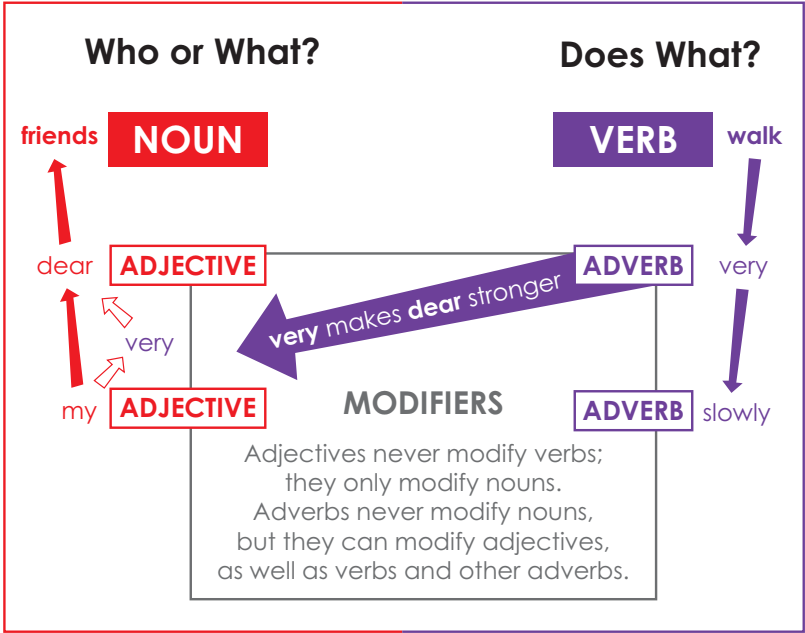 Who or What?
Does What?
friends NOUN
VERB walk
dear ADJECTIVE
ADVERB very
very makes dear stronger
very
my ADJECTIVE
MODIFIERS
ADVERB slowly
Adjectives never modify verbs;
they only modify nouns.
Adverbs never modify nouns,
but they can modify adjectives,
as well as verbs and other adverbs.